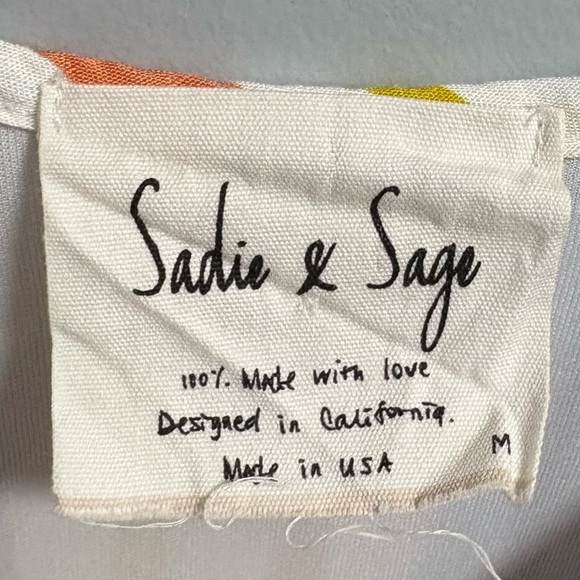 Sadie & Sage
100% Made with love
Designed in California.
Made in USA
M